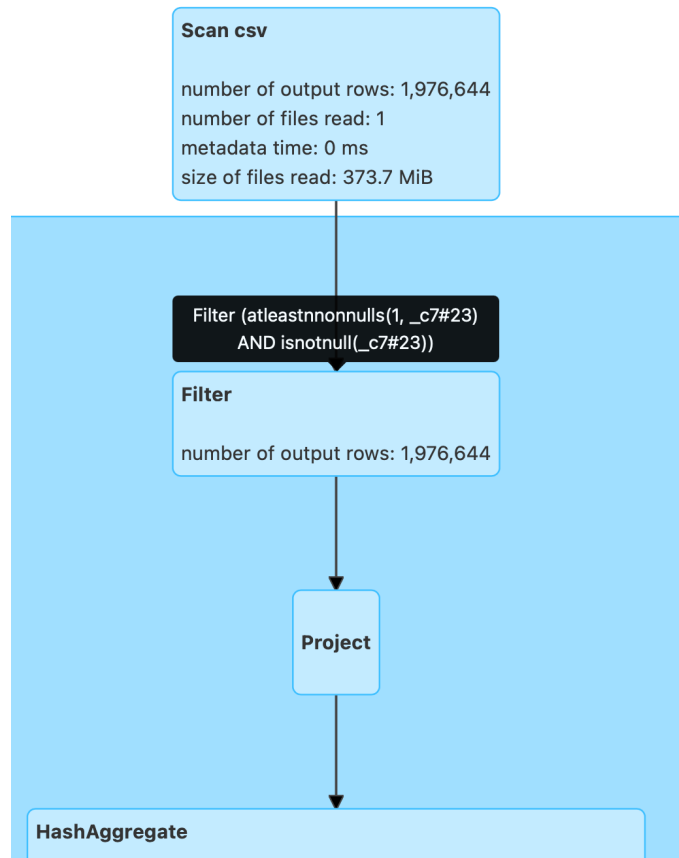 Scan csv
number of output rows: 1,976,644
number of files read: 1
metadata time: 0 ms
size of files read: 373.7 MiB
Filter (atleastnnonnulls(1, _c7#23)
AND isnotnull(_c7#23))
Filter
number of output rows: 1,976,644
Project
HashAggregate